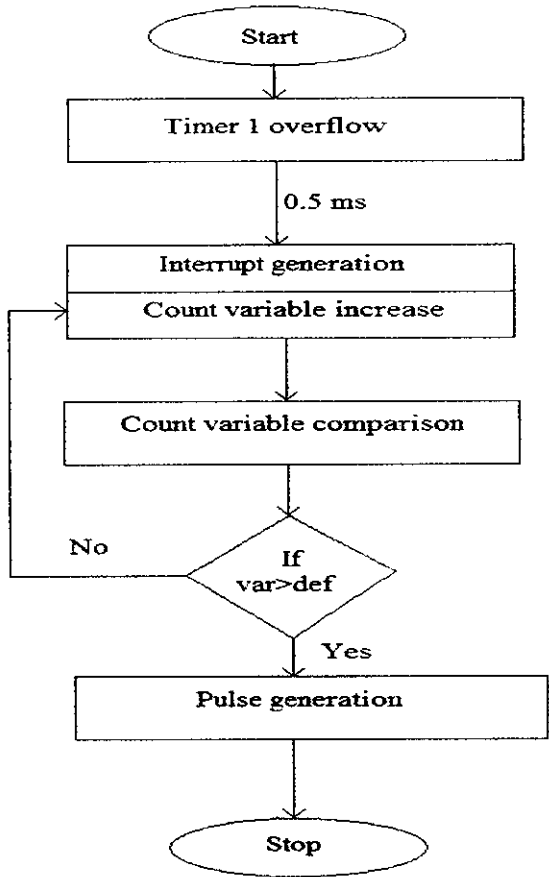 Start
Timer 1 overflow
0.5 ms
Interrupt generation
Count variable increase
Count variable comparison
No
If
var>def
Yes
Pulse generation
Stop